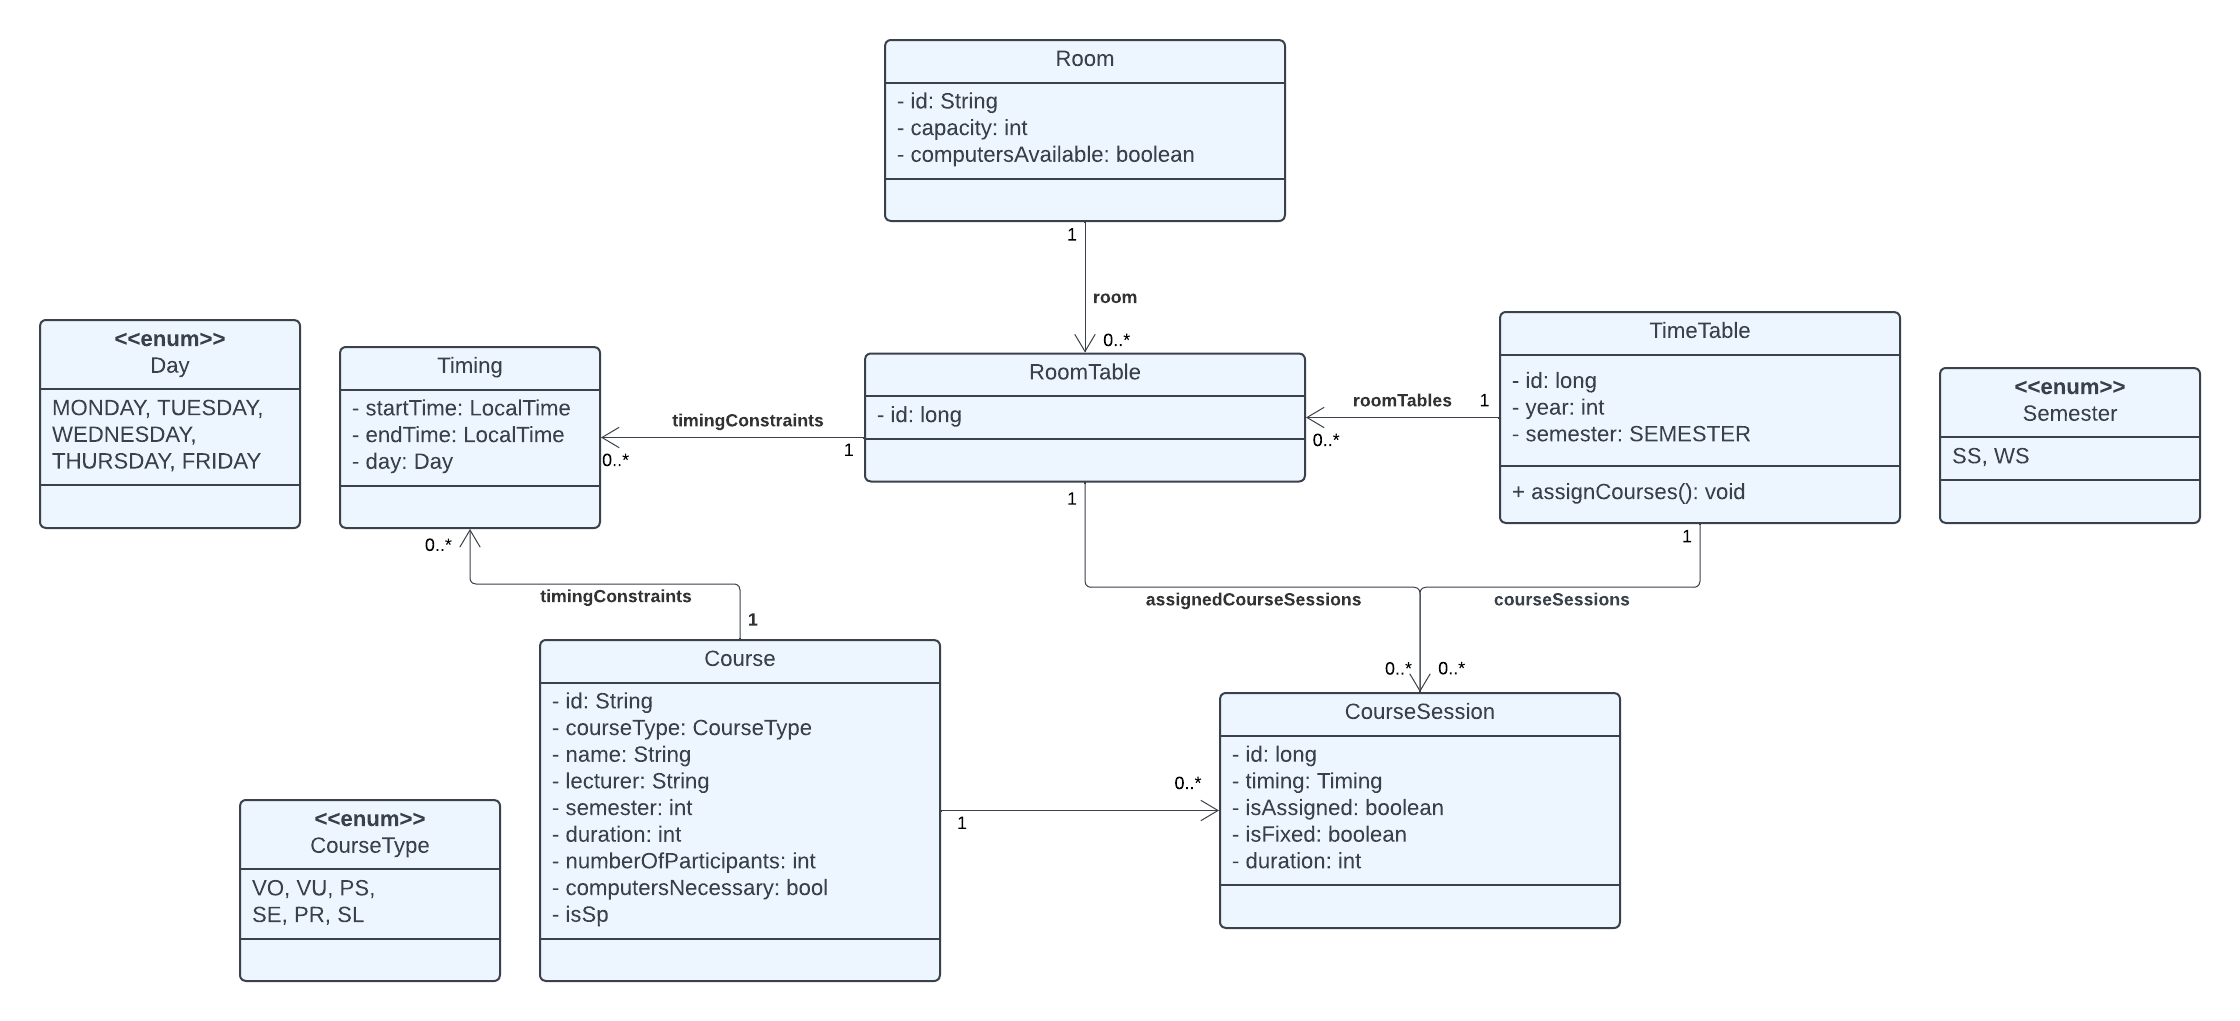 Room
- id: String
- capacity: int
- computersAvailable: boolean
1
room
0..*
<<enum>>
Day
MONDAY, TUESDAY,
WEDNESDAY,
THURSDAY, FRIDAY
Timing
- startTime: LocalTime
- endTime: LocalTime
- day: Day
timingConstraints
0..*
1
RoomTable
- id: long
roomTables
1
0..*
TimeTable
- id: long
- year: int
- semester: SEMESTER
+ assignCourses(): void
<<enum>>
Semester
SS, WS
0..*
timingConstraints
1
1
assignedCourseSessions
0..*
1
courseSessions
0..*
Course
- id: String
- courseType: CourseType
- name: String
- lecturer: String
- semester: int
- duration: int
- numberOfParticipants: int
- computersNecessary: bool
- isSp
1
0..*
CourseSession
- id: long
- timing: Timing
- isAssigned: boolean
- isFixed: boolean
- duration: int
<<enum>>
CourseType
VO, VU, PS,
SE, PR, SL